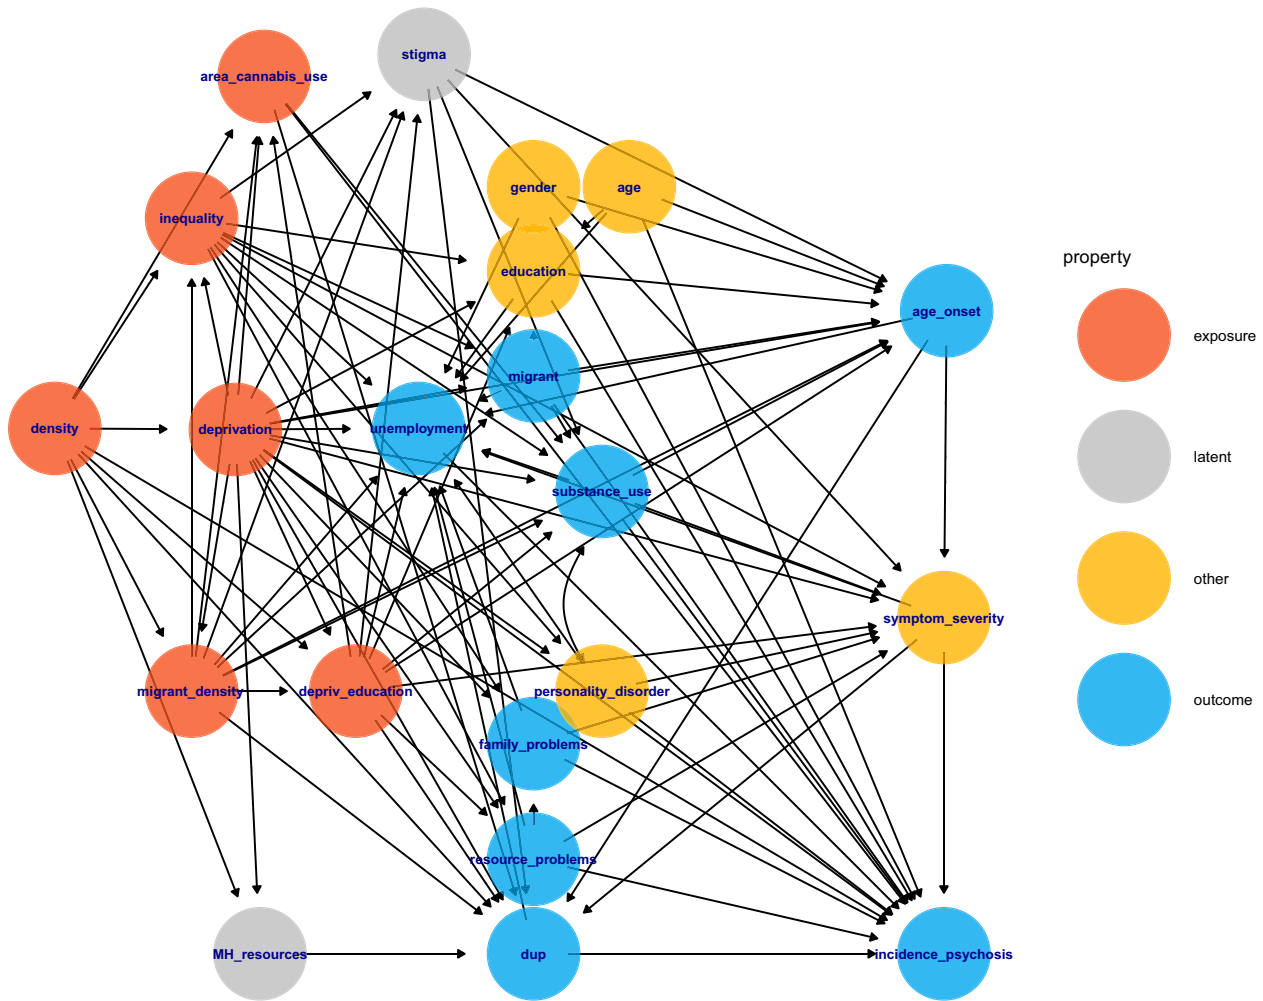 stigma
area_cannabis_use
gender
age
inequality
property
education
age_onset
exposure
migrant
density
deprivation
unemployment
latent
substance_use
other
symptom_severity
migrant_density
depriv_education
personality_disorder
outcome
family_problems
resource_problems
MH_resources
dup
incidence_psychosis